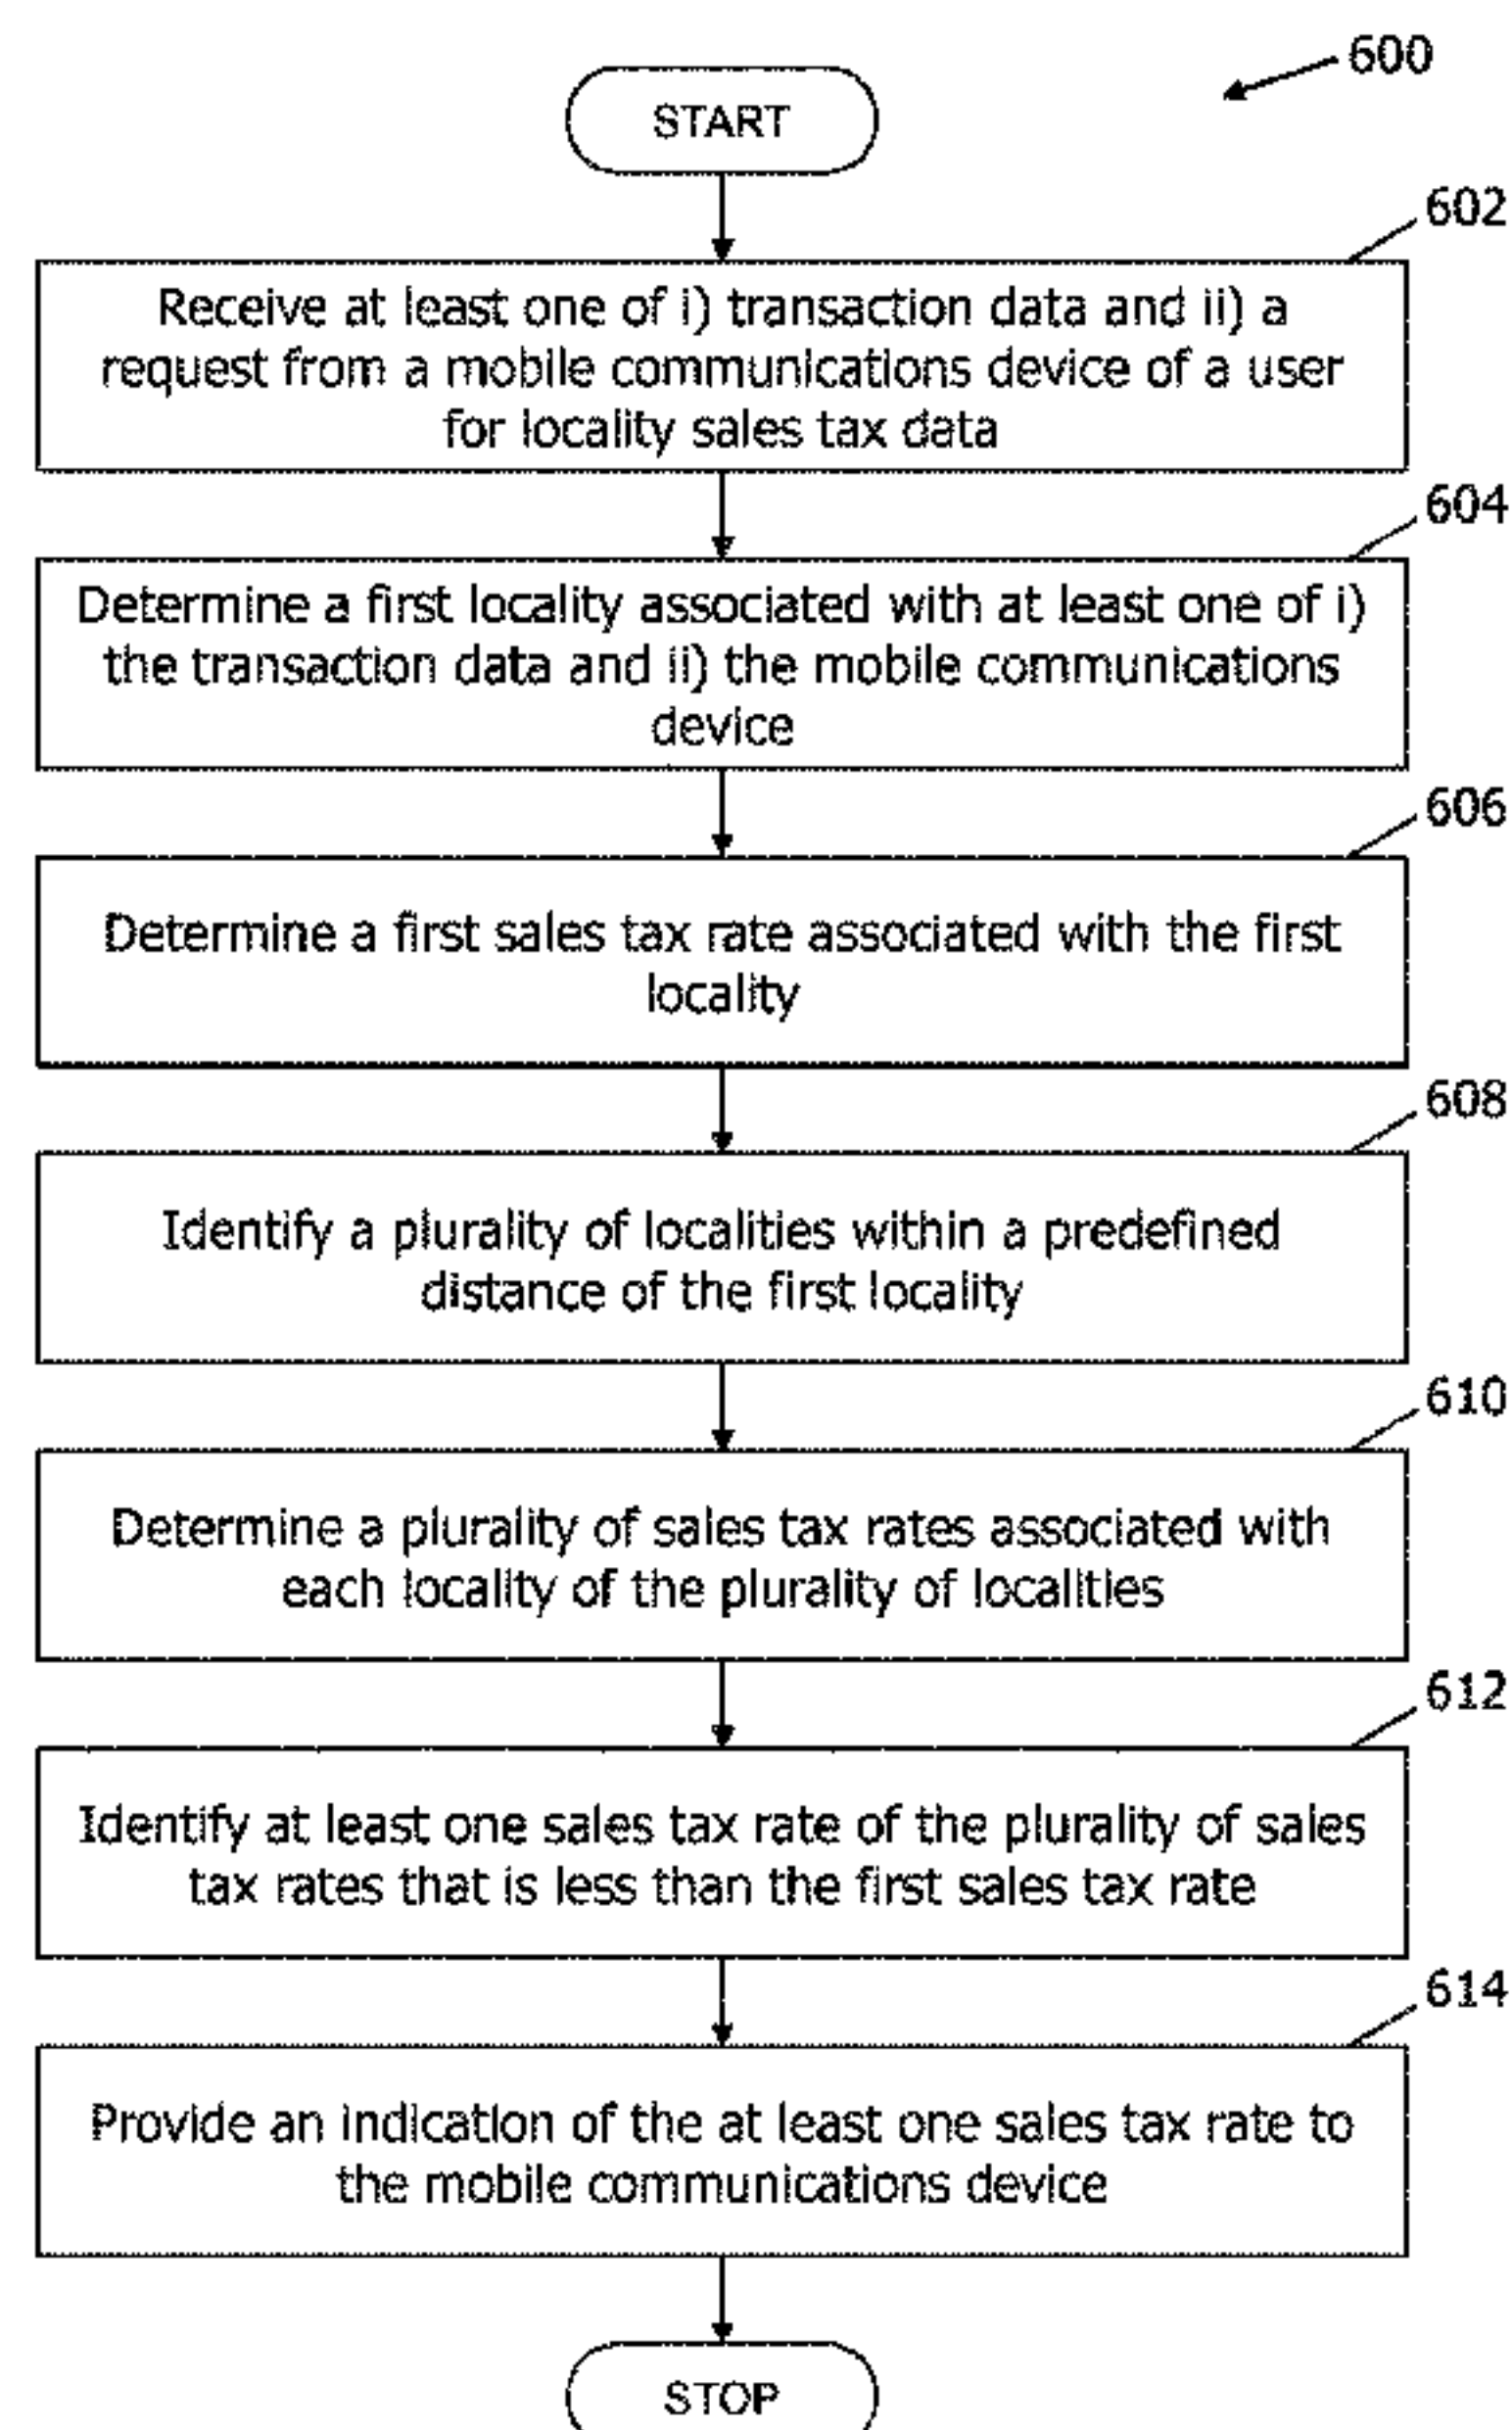 600
START
602
Receive at least one of i) transaction data and ii) a
request from a mobile communications device of a user
for locality sales tax data
604
Determine a first locality associated with at least one of i)
the transaction data and ii) the mobile communications
device
606
Determine a first sales tax rate associated with the first
locality
608
Identify a plurality of localities within a predefined
distance of the first locality
610
Determine a plurality of sales tax rates associated with
each locality of the plurality of localities
612
Identify at least one sales tax rate of the plurality of sales
tax rates that is less than the first sales tax rate
614
Provide an indication of the at least one sales tax rate to
the mobile communications device
STOP